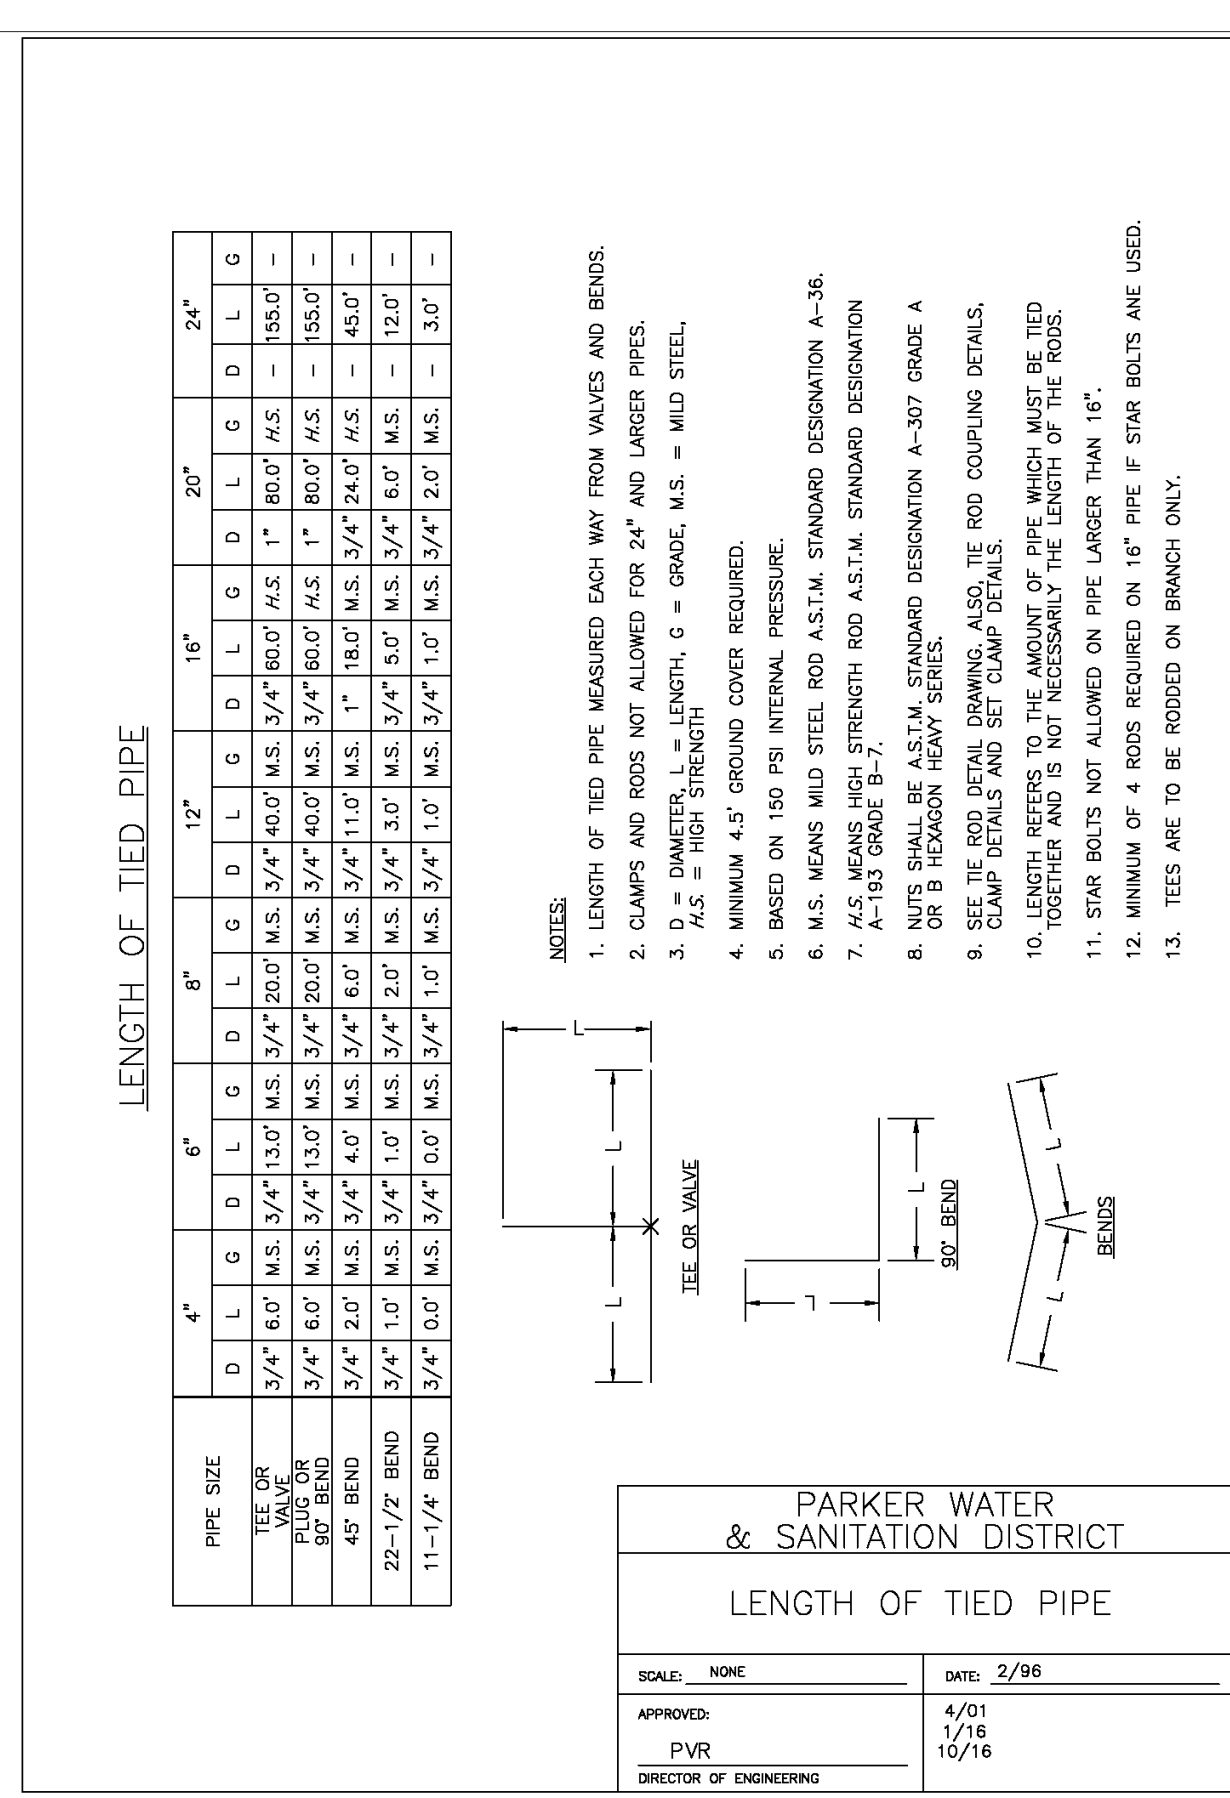 LENGTH OF TIED PIPE
PIPE SIZE 4" 6" 8" 12" 16" 20" 24"
D L G D L G D L G D L G D L G D L G D L G
TEE OR
VALVE 3/4" 6.0' M.S. 3/4" 13.0' M.S. 3/4" 20.0' M.S. 3/4" 40.0' M.S. 3/4" 60.0' H.S. 1" 80.0' H.S. – 155.0' –
PLUG OR
90° BEND 3/4" 6.0' M.S. 3/4" 13.0' M.S. 3/4" 20.0' M.S. 3/4" 40.0' M.S. 3/4" 60.0' H.S. 1" 80.0' H.S. – 155.0' –
45° BEND 3/4" 2.0' M.S. 3/4" 4.0' M.S. 3/4" 6.0' M.S. 3/4" 11.0' M.S. 1" 18.0' M.S. 3/4" 24.0' H.S. – 45.0' –
22–1/2° BEND 3/4" 1.0' M.S. 3/4" 1.0' M.S. 3/4" 2.0' M.S. 3/4" 3.0' M.S. 3/4" 5.0' M.S. 3/4" 6.0' M.S. – 12.0' –
11–1/4° BEND 3/4" 0.0' M.S. 3/4" 0.0' M.S. 3/4" 1.0' M.S. 3/4" 1.0' M.S. 3/4" 1.0' M.S. 3/4" 2.0' M.S. – 3.0' –
L
L
L
TEE OR VALVE
L
L
90° BEND
L
L
BENDS
NOTES:
1. LENGTH OF TIED PIPE MEASURED EACH WAY FROM VALVES AND BENDS.
2. CLAMPS AND RODS NOT ALLOWED FOR 24" AND LARGER PIPES.
3. D = DIAMETER, L = LENGTH, G = GRADE, M.S. = MILD STEEL,
H.S. = HIGH STRENGTH
4. MINIMUM 4.5' GROUND COVER REQUIRED.
5. BASED ON 150 PSI INTERNAL PRESSURE.
6. M.S. MEANS MILD STEEL ROD A.S.T.M. STANDARD DESIGNATION A–36.
7. H.S. MEANS HIGH STRENGTH ROD A.S.T.M. STANDARD DESIGNATION
A–193 GRADE B–7.
8. NUTS SHALL BE A.S.T.M. STANDARD DESIGNATION A–307 GRADE A
OR B HEXAGON HEAVY SERIES.
9. SEE TIE ROD DETAIL DRAWING. ALSO, TIE ROD COUPLING DETAILS,
CLAMP DETAILS AND SET CLAMP DETAILS.
10. LENGTH REFERS TO THE AMOUNT OF PIPE WHICH MUST BE TIED
TOGETHER AND IS NOT NECESSARILY THE LENGTH OF THE RODS.
11. STAR BOLTS NOT ALLOWED ON PIPE LARGER THAN 16".
12. MINIMUM OF 4 RODS REQUIRED ON 16" PIPE IF STAR BOLTS ANE USED.
13. TEES ARE TO BE RODDED ON BRANCH ONLY.
PARKER WATER
& SANITATION DISTRICT
LENGTH OF TIED PIPE
SCALE: NONE
DATE: 2/96
APPROVED:
PVR
DIRECTOR OF ENGINEERING
4/01
1/16
10/16